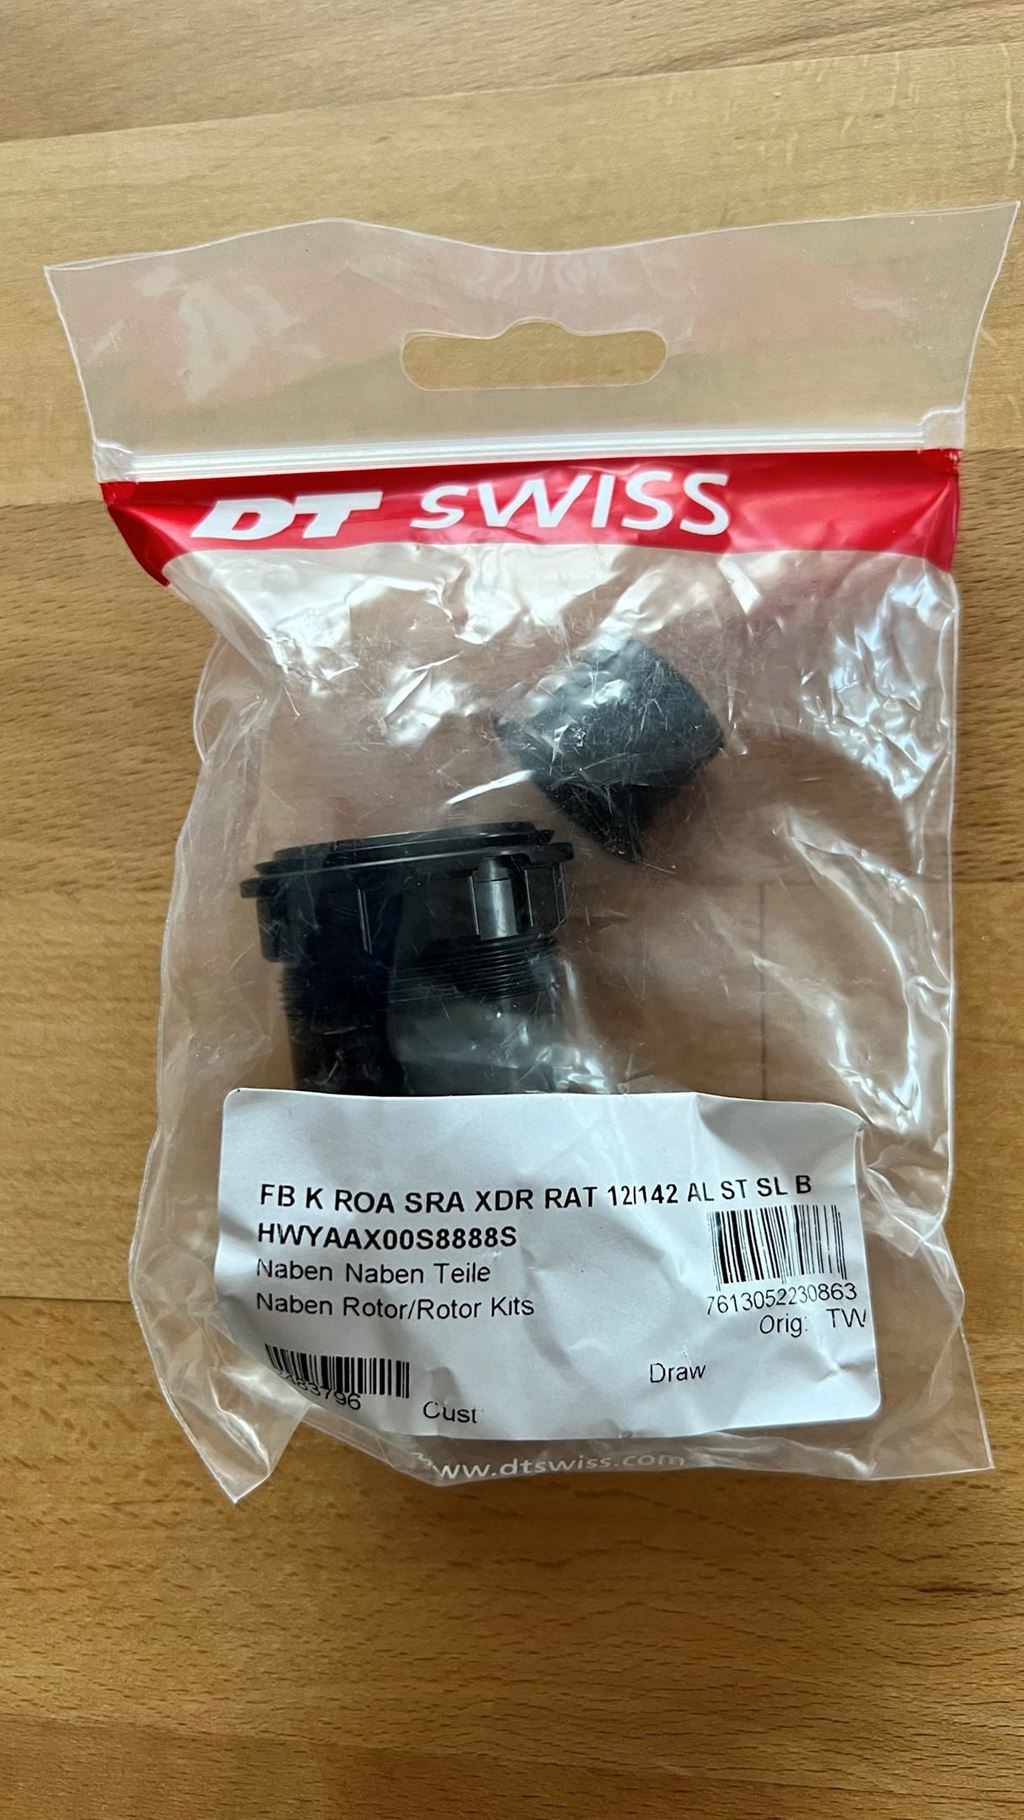 DT SWISS
FB K ROA SRA XDR RAT 12/142 AL ST SL B
HWYAAX00S8888S
Naben Naben Teile
Naben Rotor/Rotor Kits
7613052230863
Orig: TW
Draw
Cust
www.dtswiss.com